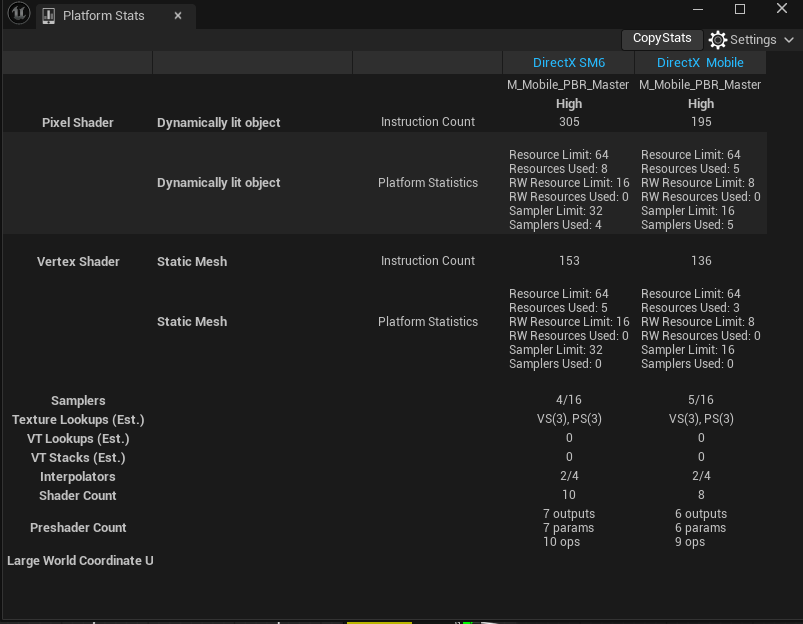 Platform Stats
CopyStats
Settings
DirectX SM6
DirectX Mobile
M_Mobile_PBR_Master
M_Mobile_PBR_Master
High
High
Pixel Shader
Dynamically lit object
Instruction Count
305
195
Dynamically lit object
Platform Statistics
Resource Limit: 64
Resources Used: 8
RW Resource Limit: 16
RW Resources Used: 0
Sampler Limit: 32
Samplers Used: 4
Resource Limit: 64
Resources Used: 5
RW Resource Limit: 8
RW Resources Used: 0
Sampler Limit: 16
Samplers Used: 5
Vertex Shader
Static Mesh
Instruction Count
153
136
Static Mesh
Platform Statistics
Resource Limit: 64
Resources Used: 5
RW Resource Limit: 16
RW Resources Used: 0
Sampler Limit: 32
Samplers Used: 0
Resource Limit: 64
Resources Used: 3
RW Resource Limit: 8
RW Resources Used: 0
Sampler Limit: 16
Samplers Used: 0
Samplers
4/16
5/16
Texture Lookups (Est.)
VS(3), PS(3)
VS(3), PS(3)
VT Lookups (Est.)
0
0
VT Stacks (Est.)
0
0
Interpolators
2/4
2/4
Shader Count
10
8
Preshader Count
7 outputs
7 params
10 ops
6 outputs
6 params
9 ops
Large World Coordinate U